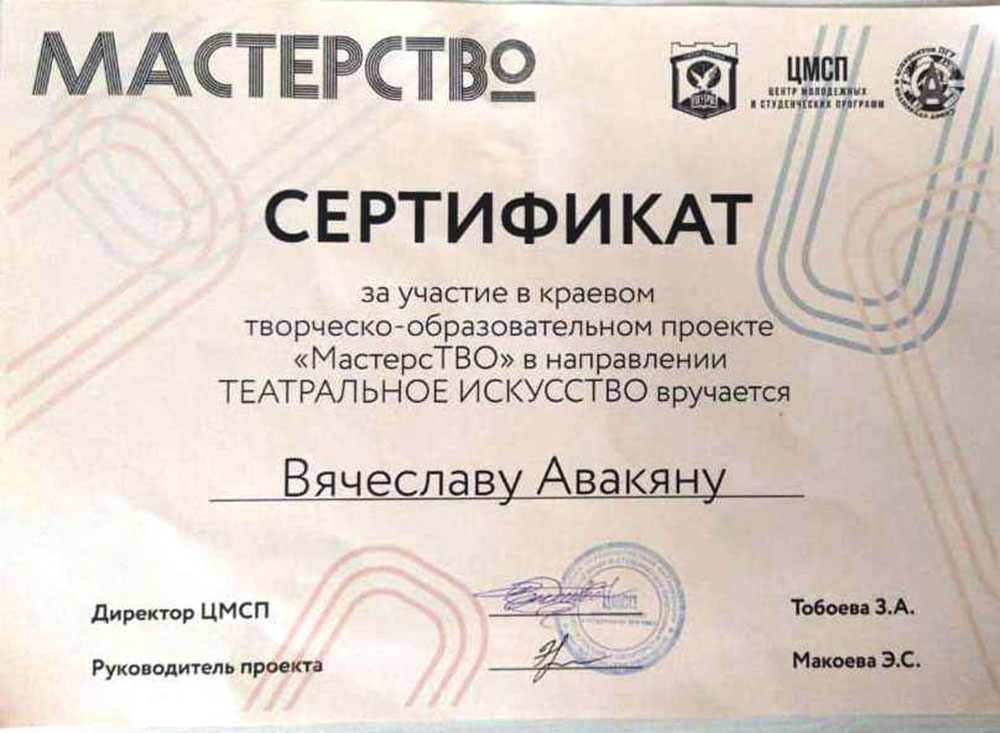 МАСТЕРСТВО
ЦМСП
ЦЕНТР МОЛОДЕЖНЫХ
И СТУДЕНЧЕСКИХ ПРОГРАММ
СЕРТИФИКАТ
за участие в краевом
творческо-образовательном проекте
«МастерсТВО» в направлении
ТЕАТРАЛЬНОЕ ИСКУССТВО вручается
Вячеславу Авакяну
Директор ЦМСП
ЦМСП
Тобоева З.А.
Руководитель проекта
Макоева Э.С.